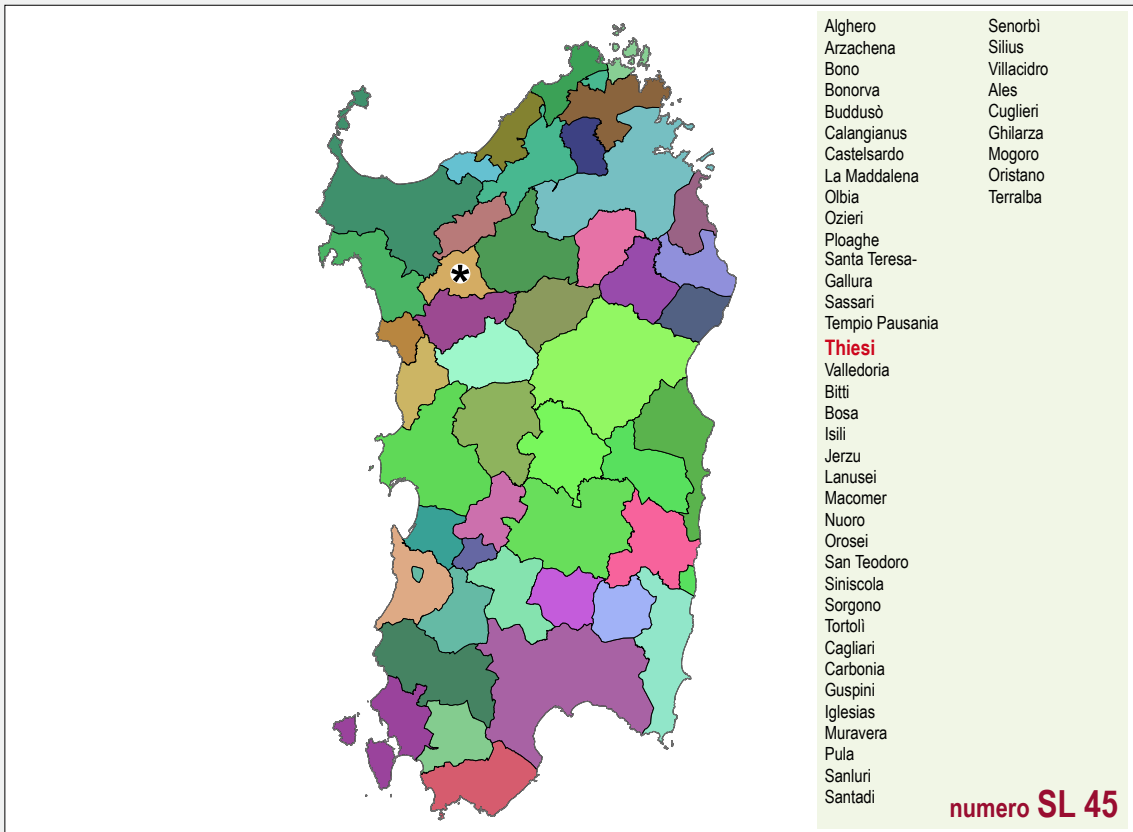 Alghero
Arzachena
Bono
Bonorva
Buddusò
Calangianus
Castelsardo
La Maddalena
Olbia
Ozieri
Ploaghe
Santa Teresa-
Gallura
Sassari
Tempio Pausania
Thiesi
Valledoria
Bitti
Bosa
Isili
Jerzu
Lanusei
Macomer
Nuoro
Orosei
San Teodoro
Siniscola
Sorgono
Tortolì
Cagliari
Carbonia
Guspini
Iglesias
Muravera
Pula
Sanluri
Santadi
Senorbì
Silius
Villacidro
Ales
Cuglieri
Ghilarza
Mogoro
Oristano
Terralba
numero SL 45